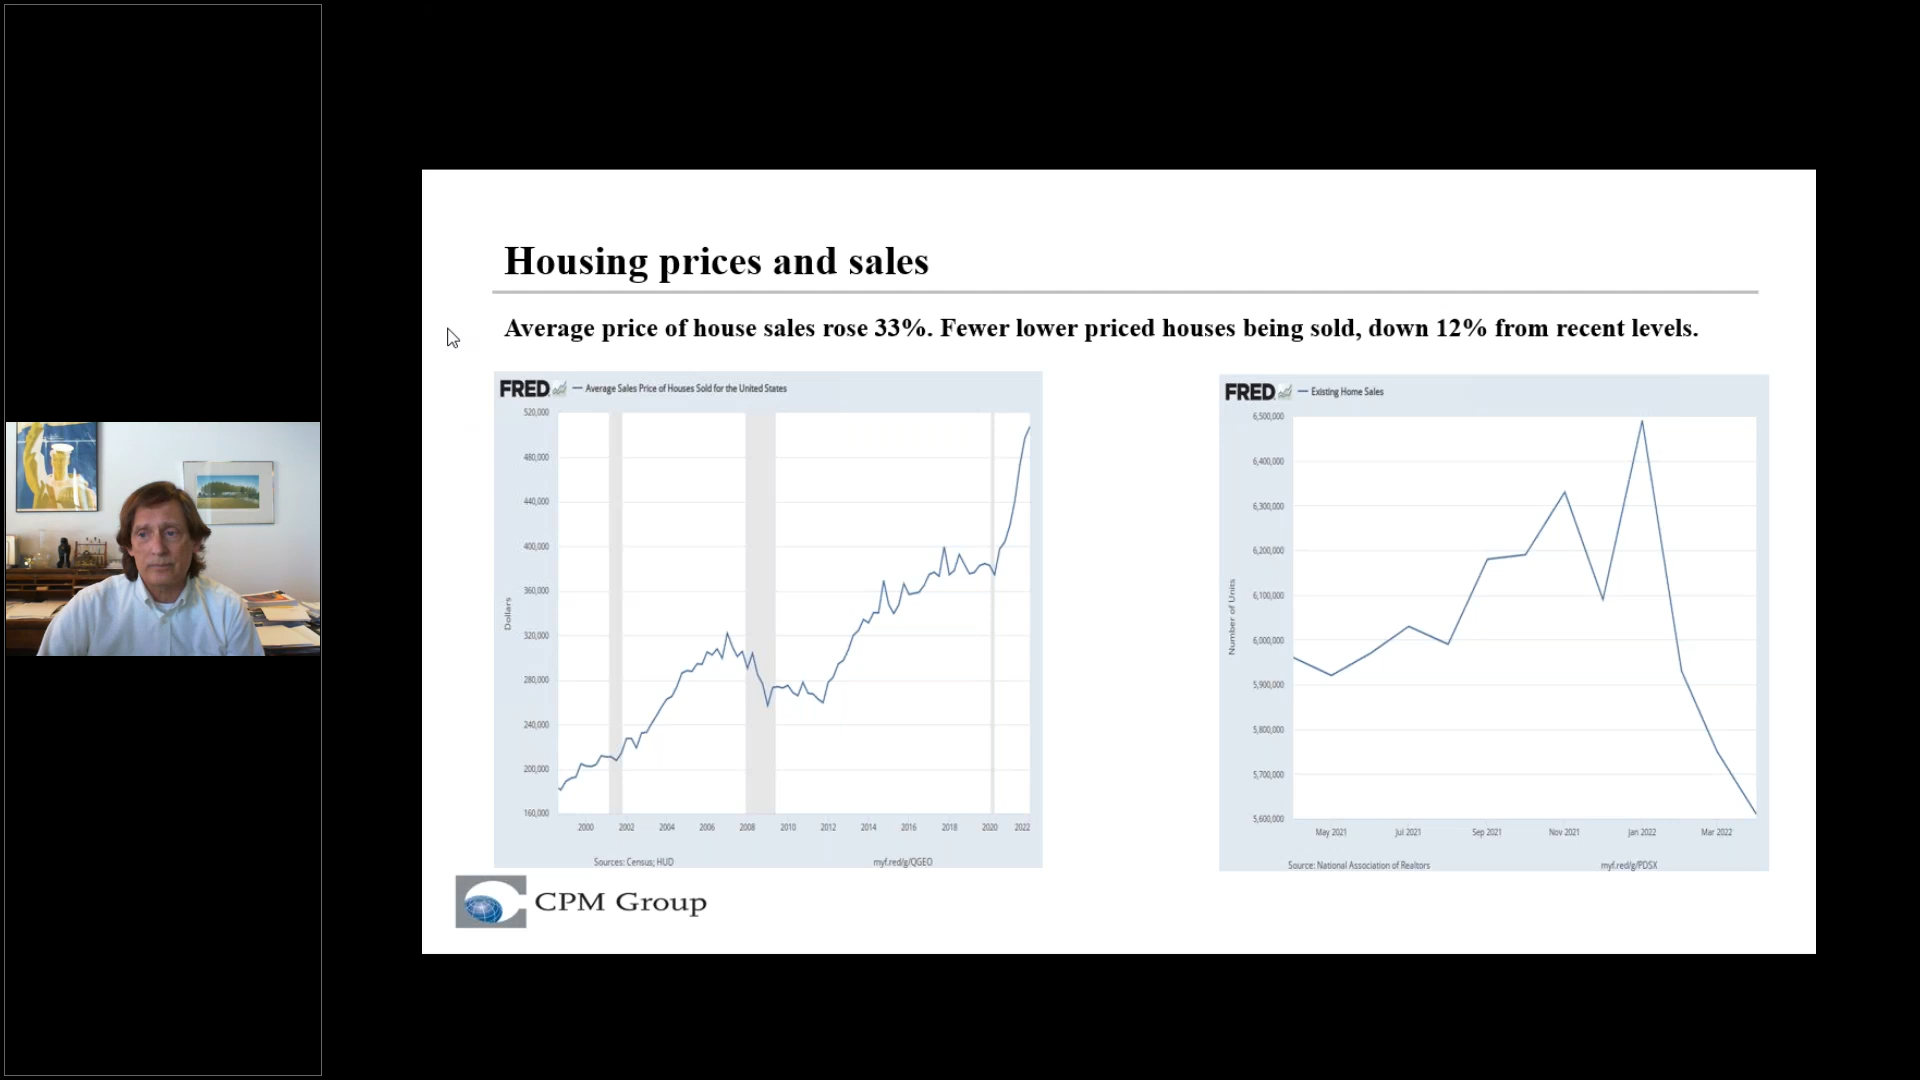 Housing prices and sales
Average price of house sales rose 33%. Fewer lower priced houses being sold, down 12% from recent levels.
FRED — Average Sales Price of Houses Sold for the United States
520,000
480,000
440,000
400,000
360,000
320,000
280,000
240,000
200,000
160,000
Dollars
2000 2002 2004 2006 2008 2010 2012 2014 2016 2018 2020 2022
Sources: Census; HUD myf.red/g/QGEO
FRED — Existing Home Sales
6,500,000
6,400,000
6,300,000
6,200,000
6,100,000
6,000,000
5,900,000
5,800,000
5,700,000
5,600,000
Number of Units
May 2021 Jul 2021 Sep 2021 Nov 2021 Jan 2022 Mar 2022
Source: National Association of Realtors myf.red/g/PDSX
CPM Group